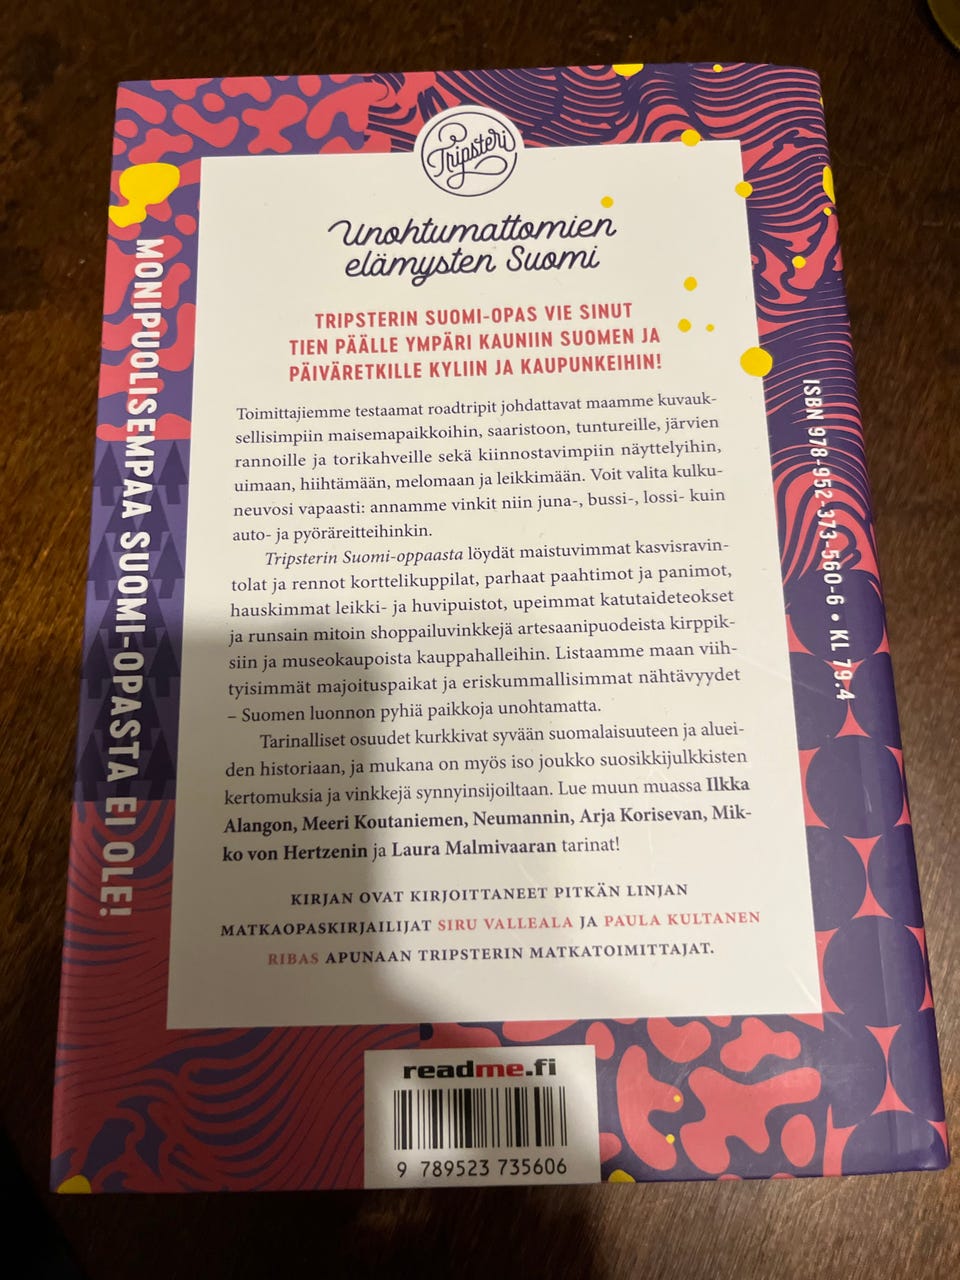 Tripsteri
Unohtumattomien
elämysten Suomi
TRIPSTERIN SUOMI-OPAS VIE SINUT
TIEN PÄÄLLE YMPÄRI KAUNIIN SUOMEN JA
PÄIVÄRETKILLE KYLIIN JA KAUPUNKEIHIN!
Toimittajiemme testaamat roadtripit johdattavat maamme kuvauk-
sellisimpiin maisemapaikkoihin, saaristoon, tuntureille, järvien
rannoille ja torikahveille sekä kiinnostavimpiin näyttelyihin,
uimaan, hiihtämään, melomaan ja leikkimään. Voit valita kulku-
neuvosi vapaasti: annamme vinkit niin juna-, bussi-, lossi- kuin
auto- ja pyöräreitteihinkin.
Tripsterin Suomi-oppaasta löydät maistuvimmat kasvisravin-
tolat ja rennot korttelikuppilat, parhaat paahtimot ja panimot,
hauskimmat leikki- ja huvipuistot, upeimmat katutaideteokset
ja runsain mitoin shoppailuvinkkejä artesaanipuodeista kirppik-
siin ja museokaupoista kauppahalleihin. Listaamme maan viih-
tyisimmät majoituspaikat ja eriskummallisimmat nähtävyydet
– Suomen luonnon pyhiä paikkoja unohtamatta.
Tarinalliset osuudet kurkkivat syvään suomalaisuuteen ja aluei-
den historiaan, ja mukana on myös iso joukko suosikkijulkkisten
kertomuksia ja vinkkejä synnyinsijoiltaan. Lue muun muassa Ilkka
Alangon, Meeri Koutaniemen, Neumannin, Arja Korisevan, Mik-
ko von Hertzenin ja Laura Malmivaaran tarinat!
KIRJAN OVAT KIRJOITTANEET PITKÄN LINJAN
MATKAOPASKIRJAILIJAT SIRU VALLEALA JA PAULA KULTANEN
RIBAS APUNAAN TRIPSTERIN MATKATOIMITTAJAT.
MONIPUOLISEMPAA SUOMI-OPASTA EI OLE!
ISBN 978-952-373-560-6 • KL 79.4
readme.fi
9 789523 735606